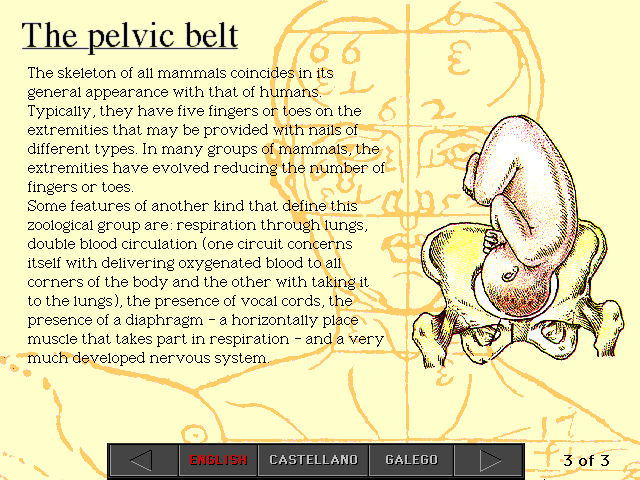 The pelvic belt
The skeleton of all mammals coincides in its
general appearance with that of humans.
Typically, they have five fingers or toes on the
extremities that may be provided with nails of
different types. In many groups of mammals, the
extremities have evolved reducing the number of
fingers or toes.
Some features of another kind that define this
zoological group are: respiration through lungs,
double blood circulation (one circuit concerns
itself with delivering oxygenated blood to all
corners of the body and the other with taking it
to the lungs), the presence of vocal cords, the
presence of a diaphragm - a horizontally place
muscle that takes part in respiration - and a very
much developed nervous system.
ENGLISH CASTELLANO GALEGO
3 of 3